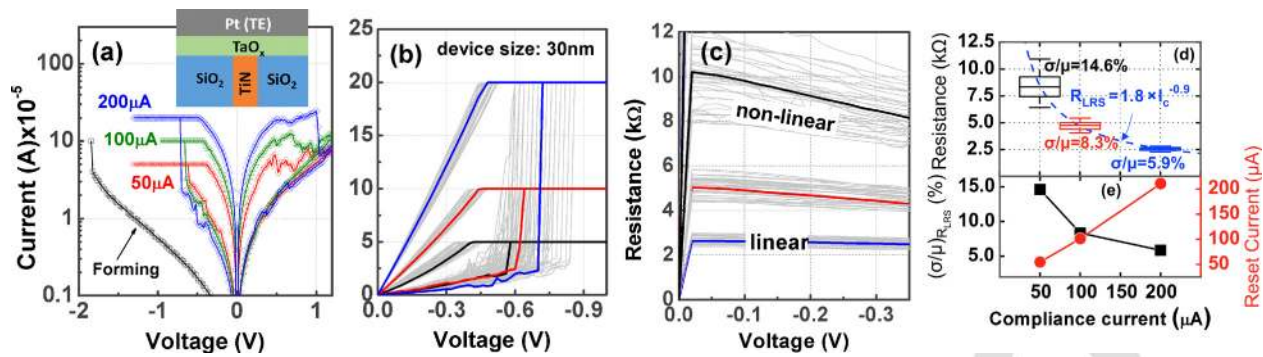 (a)
Pt (TE)
TaOₓ
SiO₂
TiN
SiO₂
200µA
100µA
50µA
Forming
Current (A)x10⁻⁵
100
10
1
0.1
-2
-1
0
1
Voltage (V)
(b)
device size: 30nm
25
20
15
10
5
0
0.0
-0.3
-0.6
-0.9
Voltage (V)
(c)
non-linear
linear
Resistance (kΩ)
12
10
8
6
4
2
0
0.0
-0.1
-0.2
-0.3
Voltage (V)
(d)
σ/μ=14.6%
R_LRS =1.8 × I_c^-0.9
σ/μ=8.3%
σ/μ=5.9%
Resistance (kΩ)
12.5
10.0
7.5
5.0
2.5
(e)
(σ/μ)R_LRS (%)
15.0
10.0
5.0
Reset Current (µA)
200
150
100
50
50
100
150
200
Compliance current (µA)